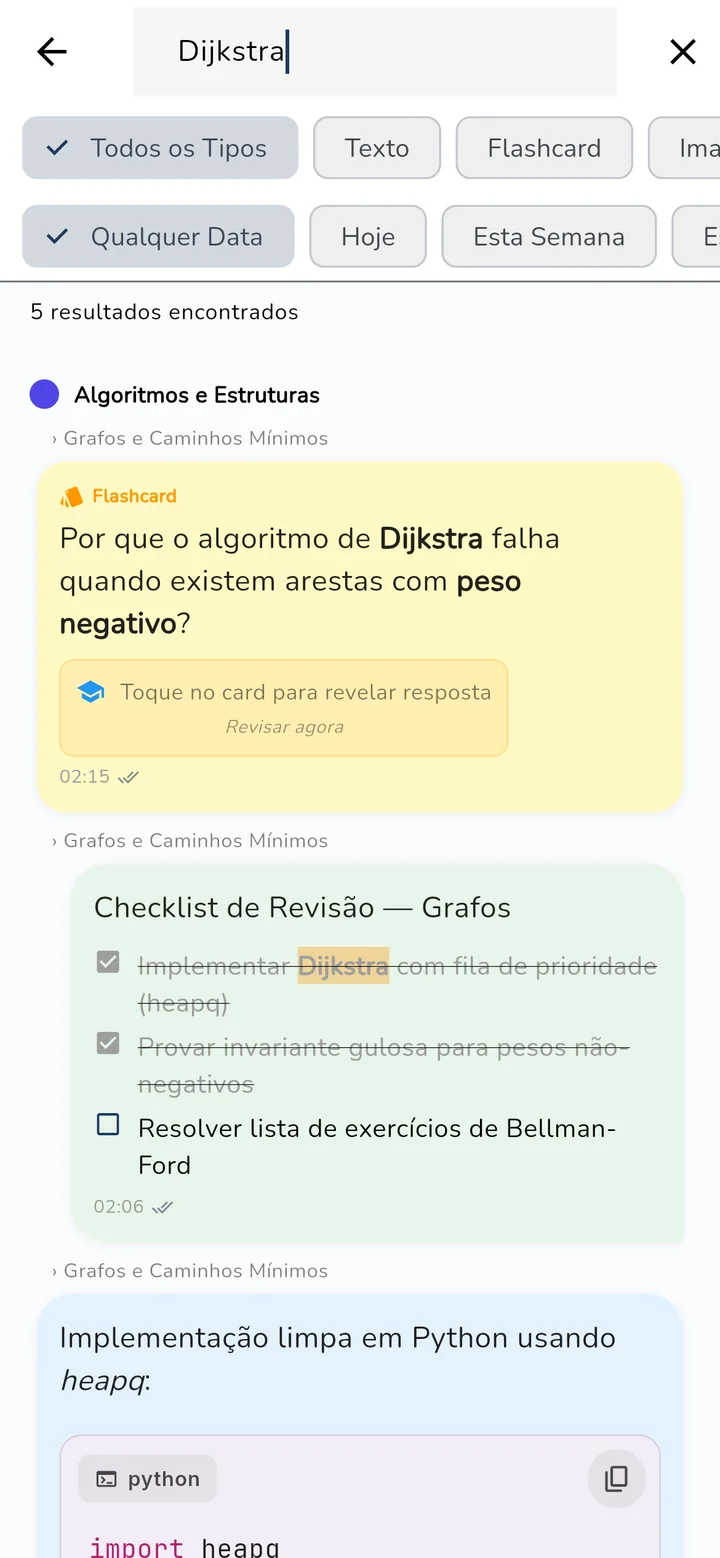 Dijkstra
Todos os Tipos
Texto
Flashcard
Ima
Qualquer Data
Hoje
Esta Semana
E
5 resultados encontrados
Algoritmos e Estruturas
› Grafos e Caminhos Mínimos
Flashcard
Por que o algoritmo de Dijkstra falha
quando existem arestas com peso
negativo?
Toque no card para revelar resposta
Revisar agora
02:15
› Grafos e Caminhos Mínimos
Checklist de Revisão — Grafos
Implementar Dijkstra com fila de prioridade
(heapq)
Provar invariante gulosa para pesos não-
negativos
Resolver lista de exercícios de Bellman-
Ford
02:06
› Grafos e Caminhos Mínimos
Implementação limpa em Python usando
heapq:
python
import heapq